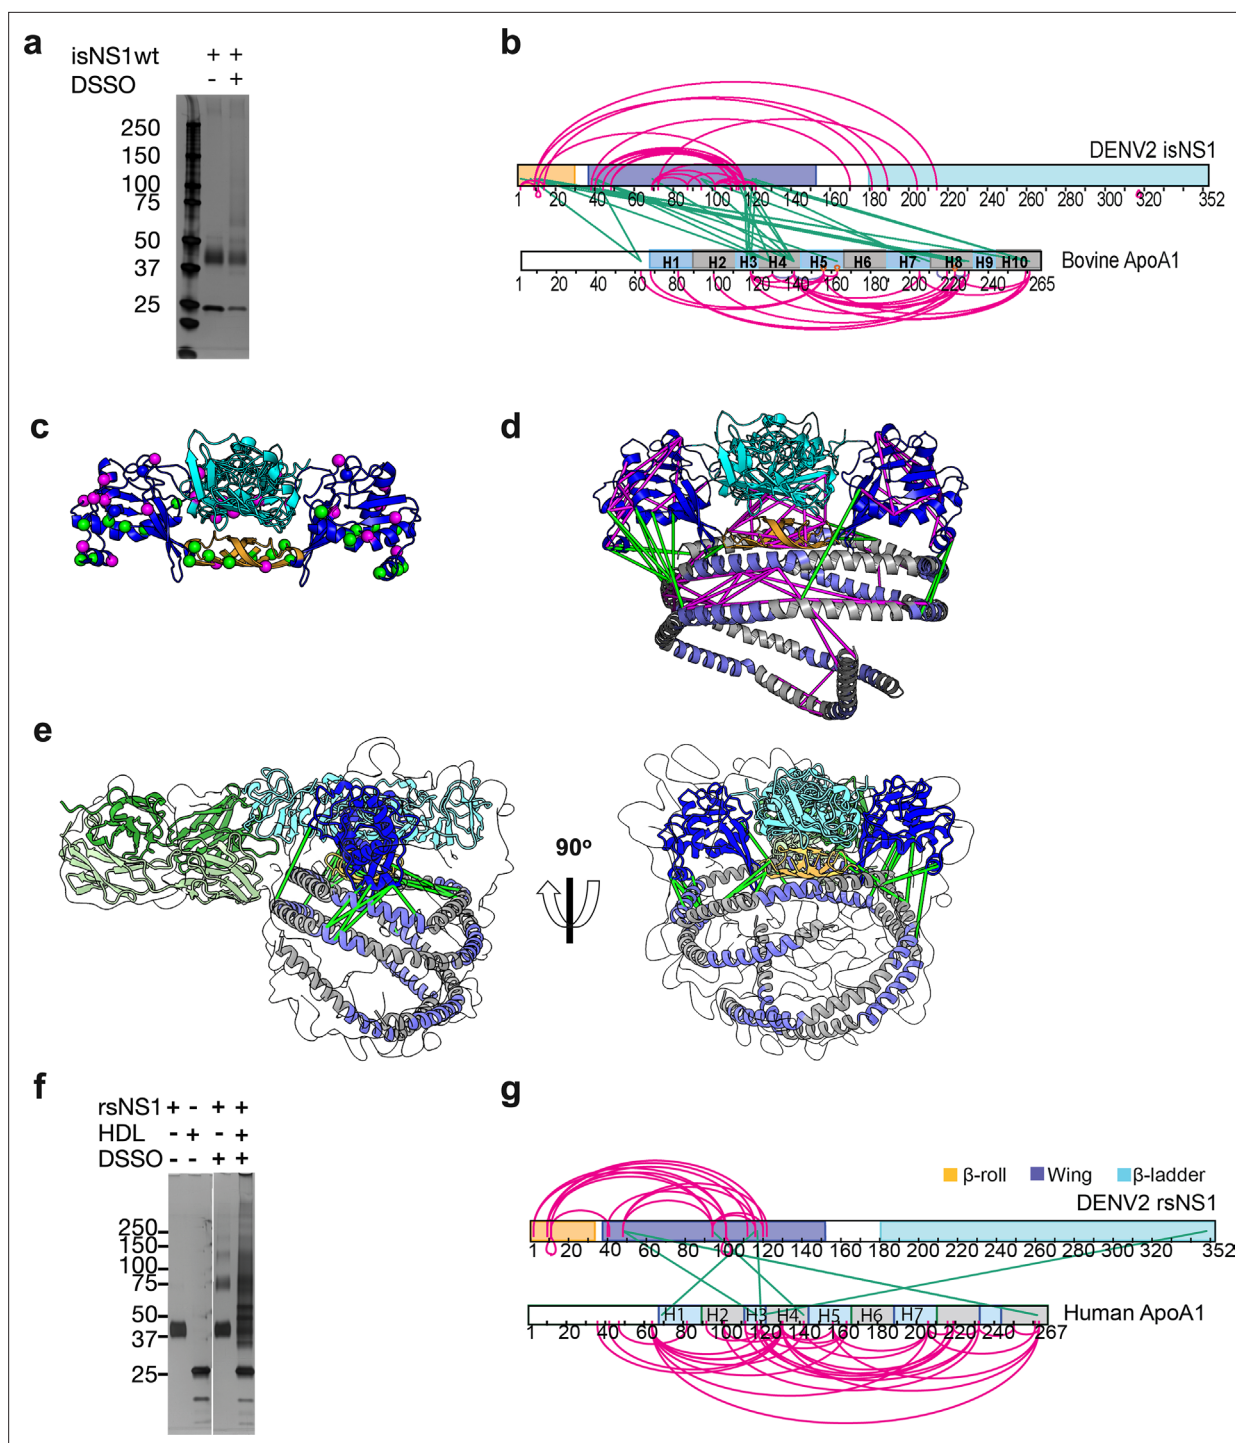 a
isNS1wt + +
DSSO - +
250
150
100
75
50
37
25
b
DENV2 isNS1
1 20 40 60 80 100 120 140 160 180 200 220 240 260 280 300 320 352
H1 H2 H3 H4 H5 H6 H7 H8 H9 H10
Bovine ApoA1
1 20 40 60 80 100 120 140 160 180 200 220 240 265
c
d
e
90º
f
rsNS1 + - + +
HDL - + - +
DSSO - - + +
250
150
100
75
50
37
25
g
β-roll Wing β-ladder
DENV2 rsNS1
1 20 40 60 80 100 120 140 160 180 200 220 240 260 280 300 320 352
H1 H2 H3 H4 H5 H6 H7
Human ApoA1
1 20 40 60 80 100 120 140 160 180 200 220 240 267